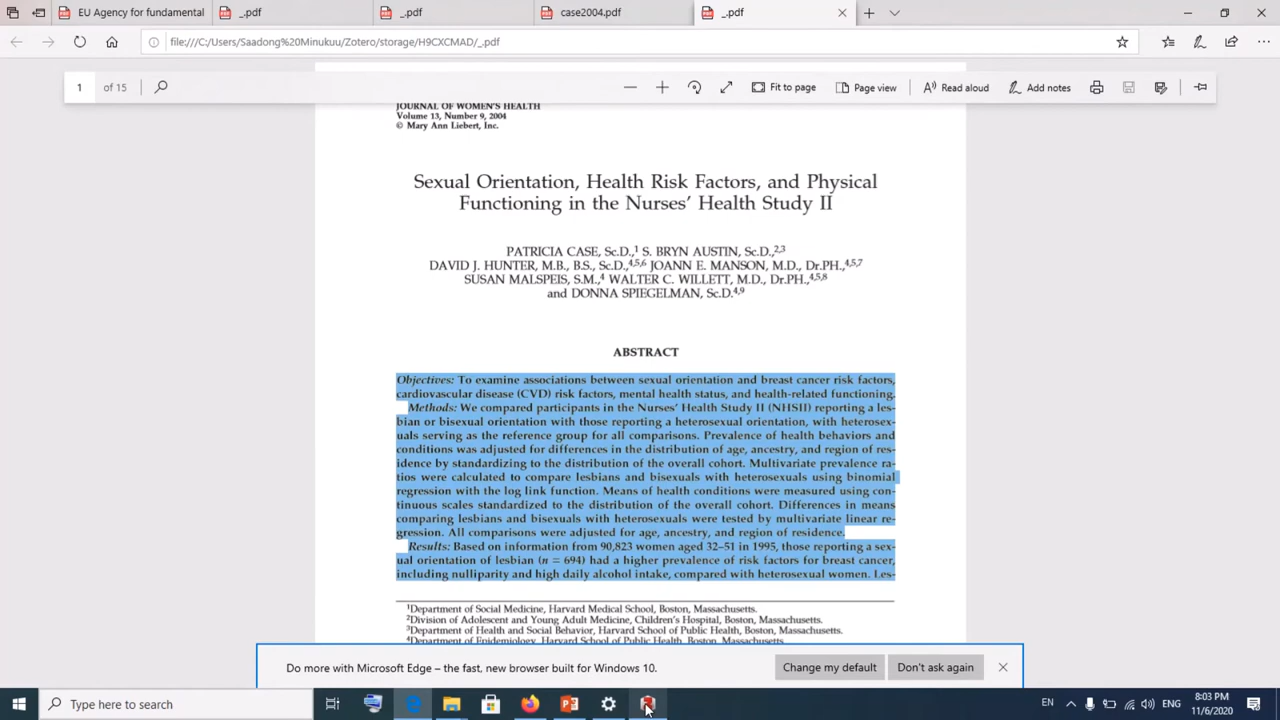 EU Agency for fundamental
_.pdf
_.pdf
case2004.pdf
_.pdf
file:///C:/Users/Saadong%20Minukuu/Zotero/storage/H9CXCMAD/_.pdf
1 of 15
Fit to page
Page view
Read aloud
Add notes
JOURNAL OF WOMEN'S HEALTH
Volume 13, Number 9, 2004
© Mary Ann Liebert, Inc.
Sexual Orientation, Health Risk Factors, and Physical
Functioning in the Nurses' Health Study II
PATRICIA CASE, Sc.D.,1 S. BRYN AUSTIN, Sc.D.,2,3
DAVID J. HUNTER, M.B., B.S., Sc.D.,4,5,6 JOANN E. MANSON, M.D., Dr.PH.,4,5,7
SUSAN MALSPEIS, S.M.,4 WALTER C. WILLETT, M.D., Dr.PH.,4,5,8
and DONNA SPIEGELMAN, Sc.D.4,9
ABSTRACT
Objectives: To examine associations between sexual orientation and breast cancer risk factors,
cardiovascular disease (CVD) risk factors, mental health status, and health-related functioning.
Methods: We compared participants in the Nurses' Health Study II (NHSII) reporting a les-
bian or bisexual orientation with those reporting a heterosexual orientation, with heterosex-
uals serving as the reference group for all comparisons. Prevalence of health behaviors and
conditions was adjusted for differences in the distribution of age, ancestry, and region of res-
idence by standardizing to the distribution of the overall cohort. Multivariate prevalence ra-
tios were calculated to compare lesbians and bisexuals with heterosexuals using binomial
regression with the log link function. Means of health conditions were measured using con-
tinuous scales standardized to the distribution of the overall cohort. Differences in means
comparing lesbians and bisexuals with heterosexuals were tested by multivariate linear re-
gression. All comparisons were adjusted for age, ancestry, and region of residence.
Results: Based on information from 90,823 women aged 32–51 in 1995, those reporting a sex-
ual orientation of lesbian (n = 694) had a higher prevalence of risk factors for breast cancer,
including nulliparity and high daily alcohol intake, compared with heterosexual women. Les-
1Department of Social Medicine, Harvard Medical School, Boston, Massachusetts.
2Division of Adolescent and Young Adult Medicine, Children's Hospital, Boston, Massachusetts.
3Department of Health and Social Behavior, Harvard School of Public Health, Boston, Massachusetts.
4Department of Epidemiology, Harvard School of Public Health, Boston, Massachusetts.
Do more with Microsoft Edge – the fast, new browser built for Windows 10.
Change my default
Don't ask again
Type here to search
EN
8:03 PM
11/6/2020